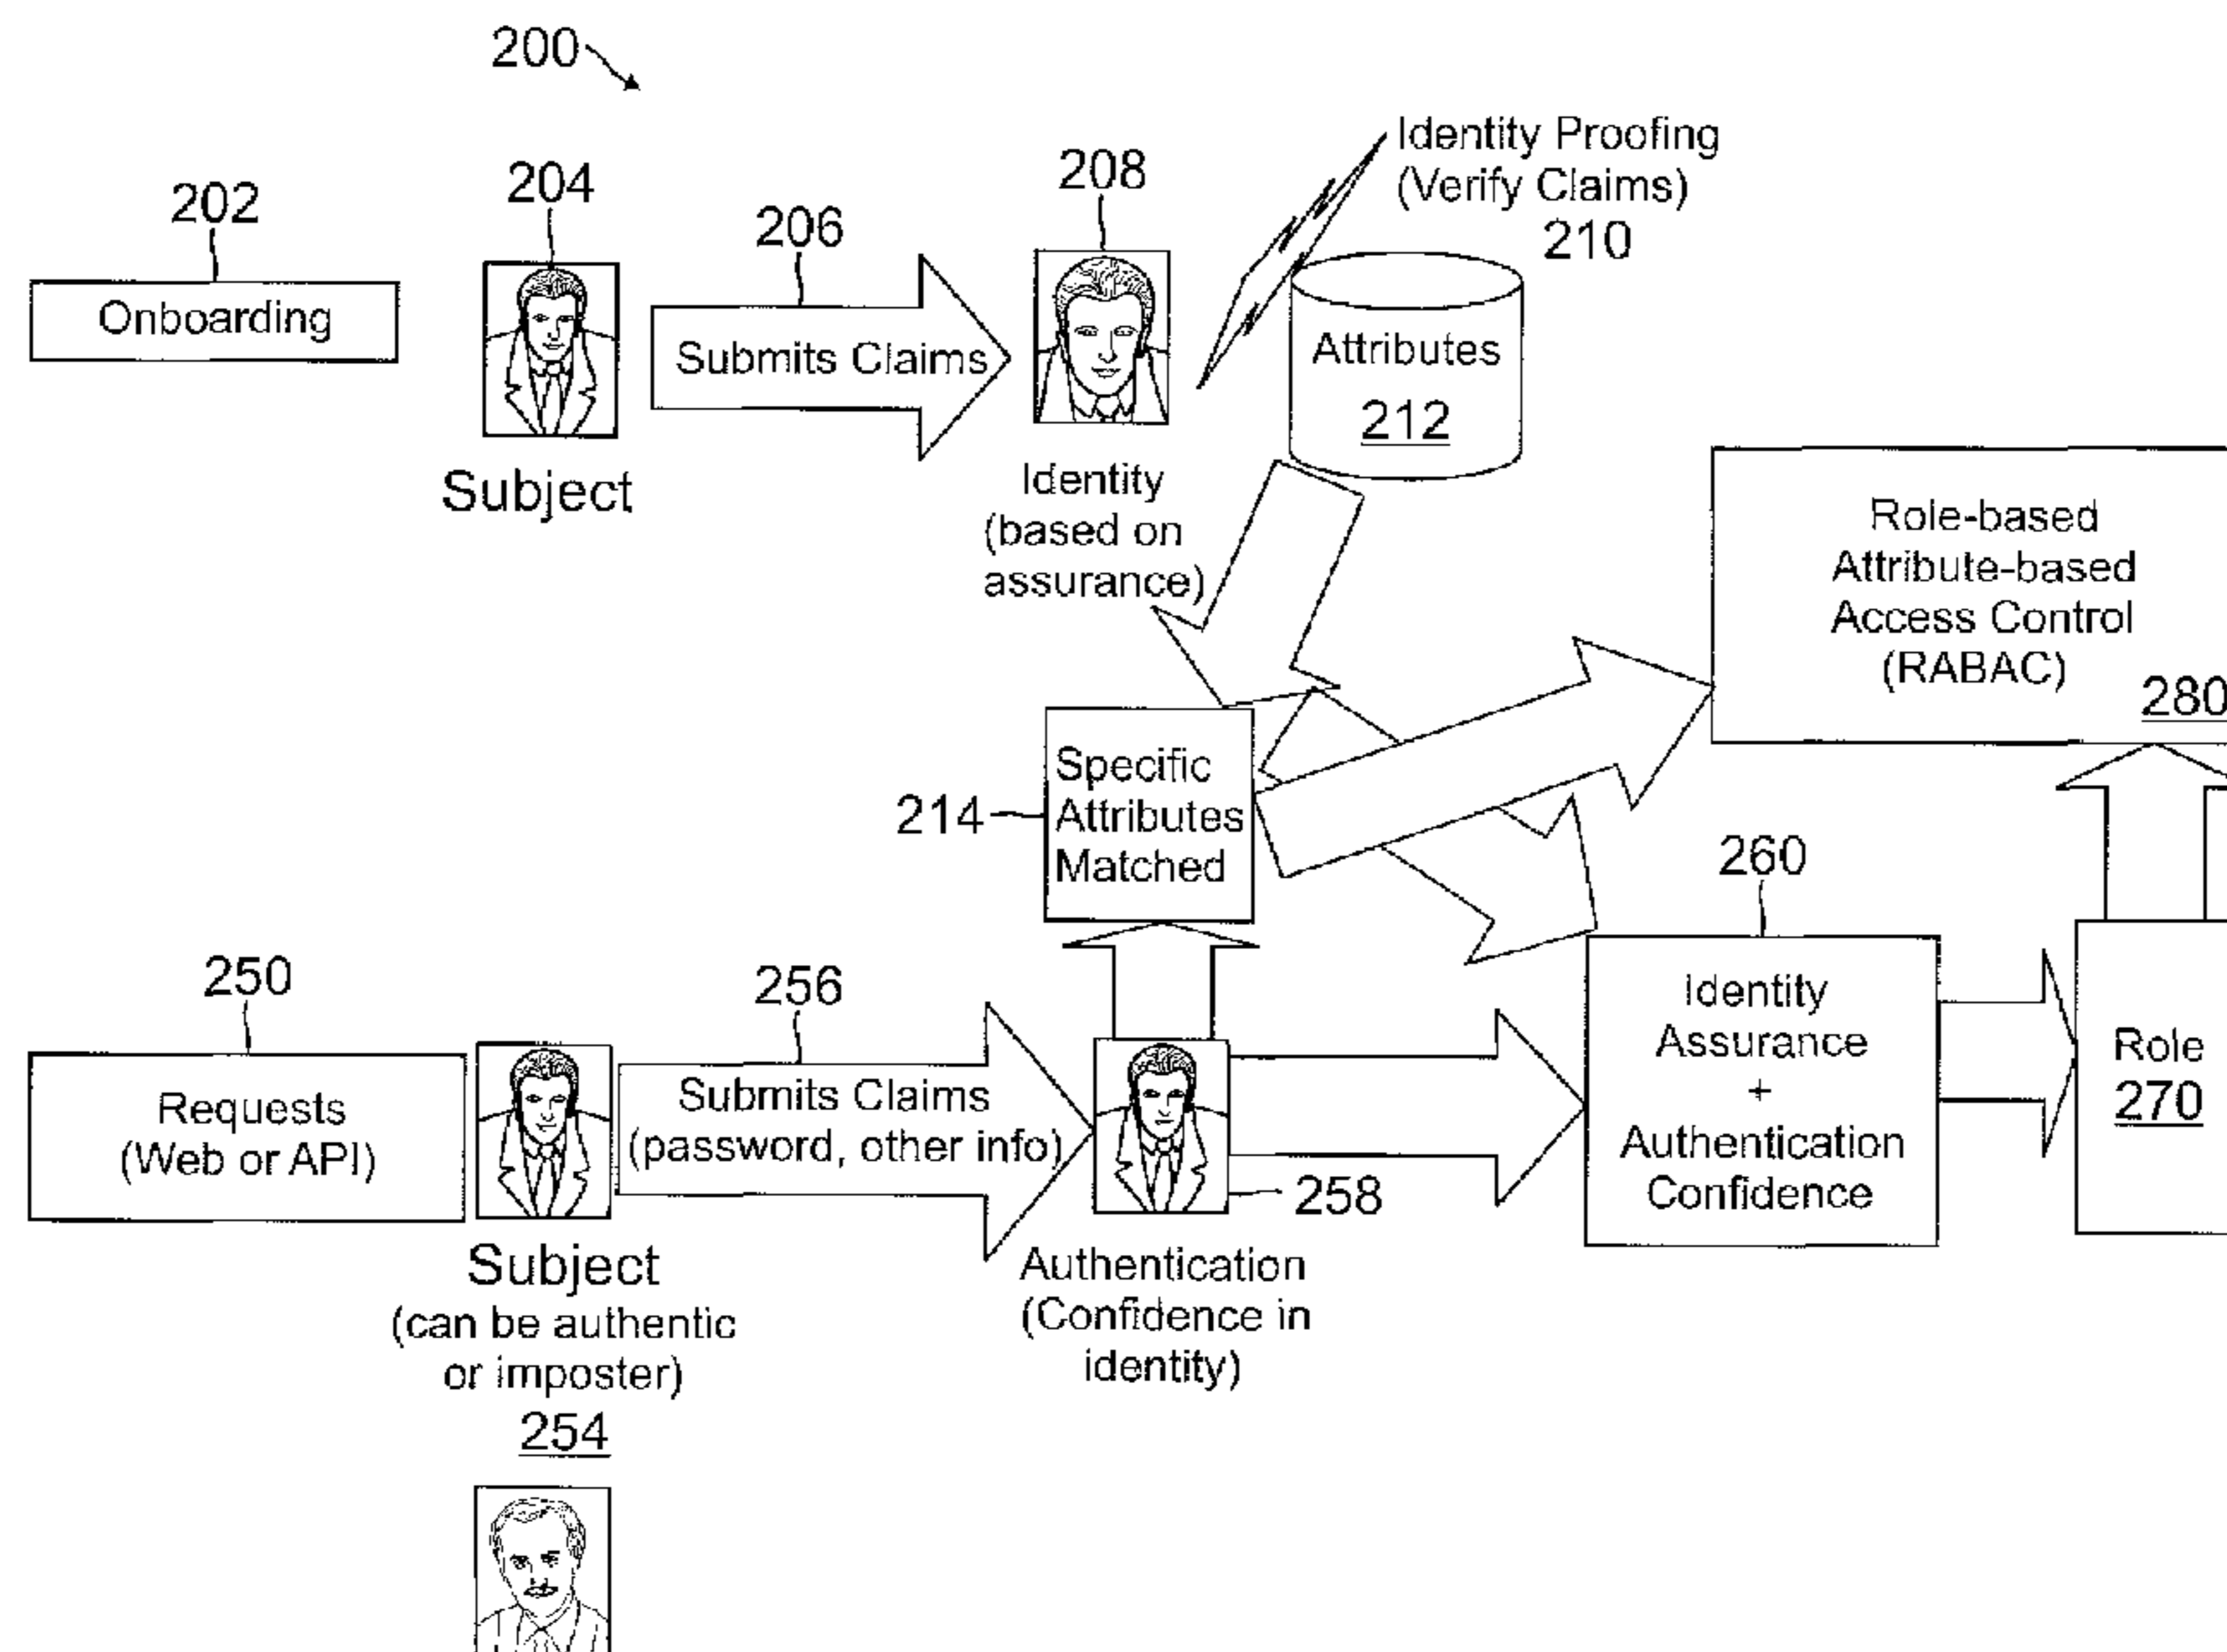 200
202
Onboarding
204
Subject
206
Submits Claims
208
Identity
(based on
assurance)
Identity Proofing
(Verify Claims)
210
Attributes
212
Role-based
Attribute-based
Access Control
(RABAC)
280
214
Specific
Attributes
Matched
250
Requests
(Web or API)
Subject
(can be authentic
or imposter)
254
256
Submits Claims
(password, other info)
258
Authentication
(Confidence in
identity)
260
Identity
Assurance
+
Authentication
Confidence
Role
270